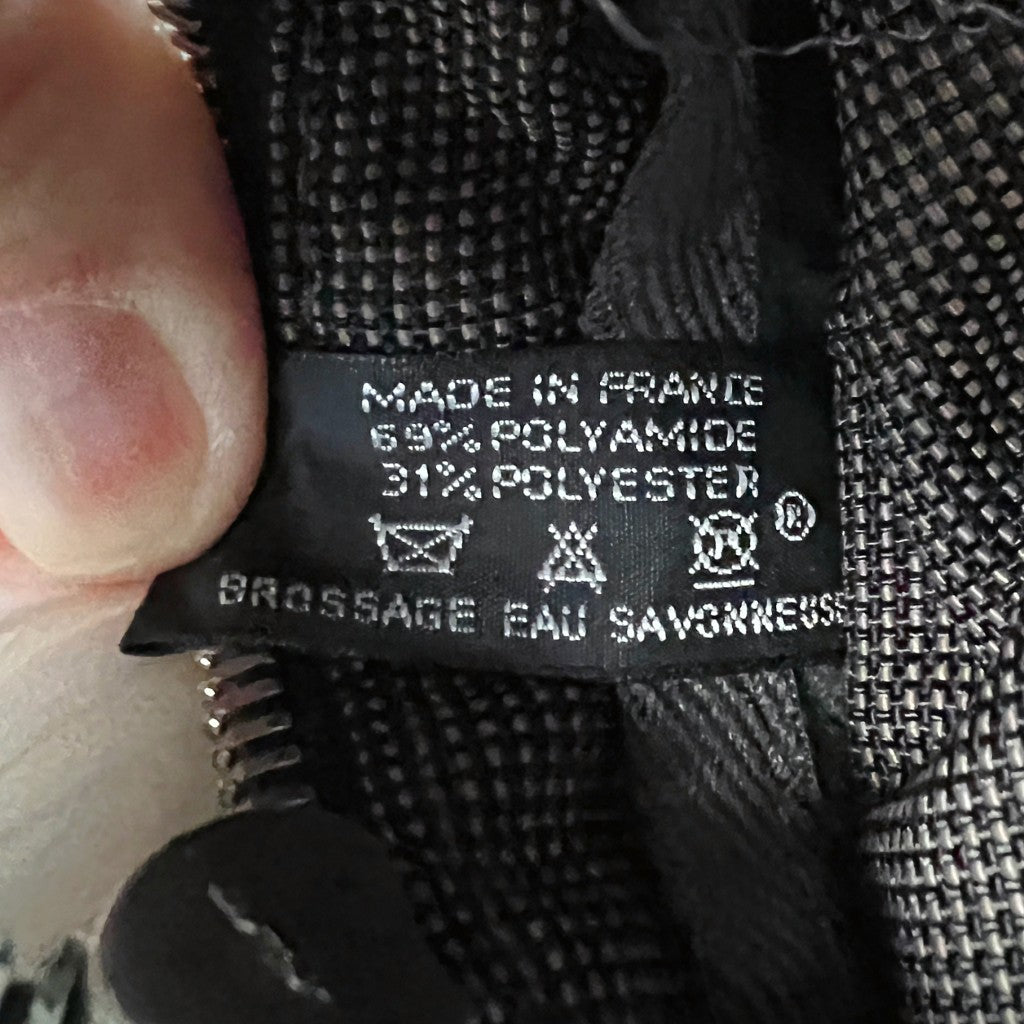 MADE IN FRANCE
69% POLYAMIDE
31% POLYESTER
®
BROSSAGE EAU SAVONNEUSE